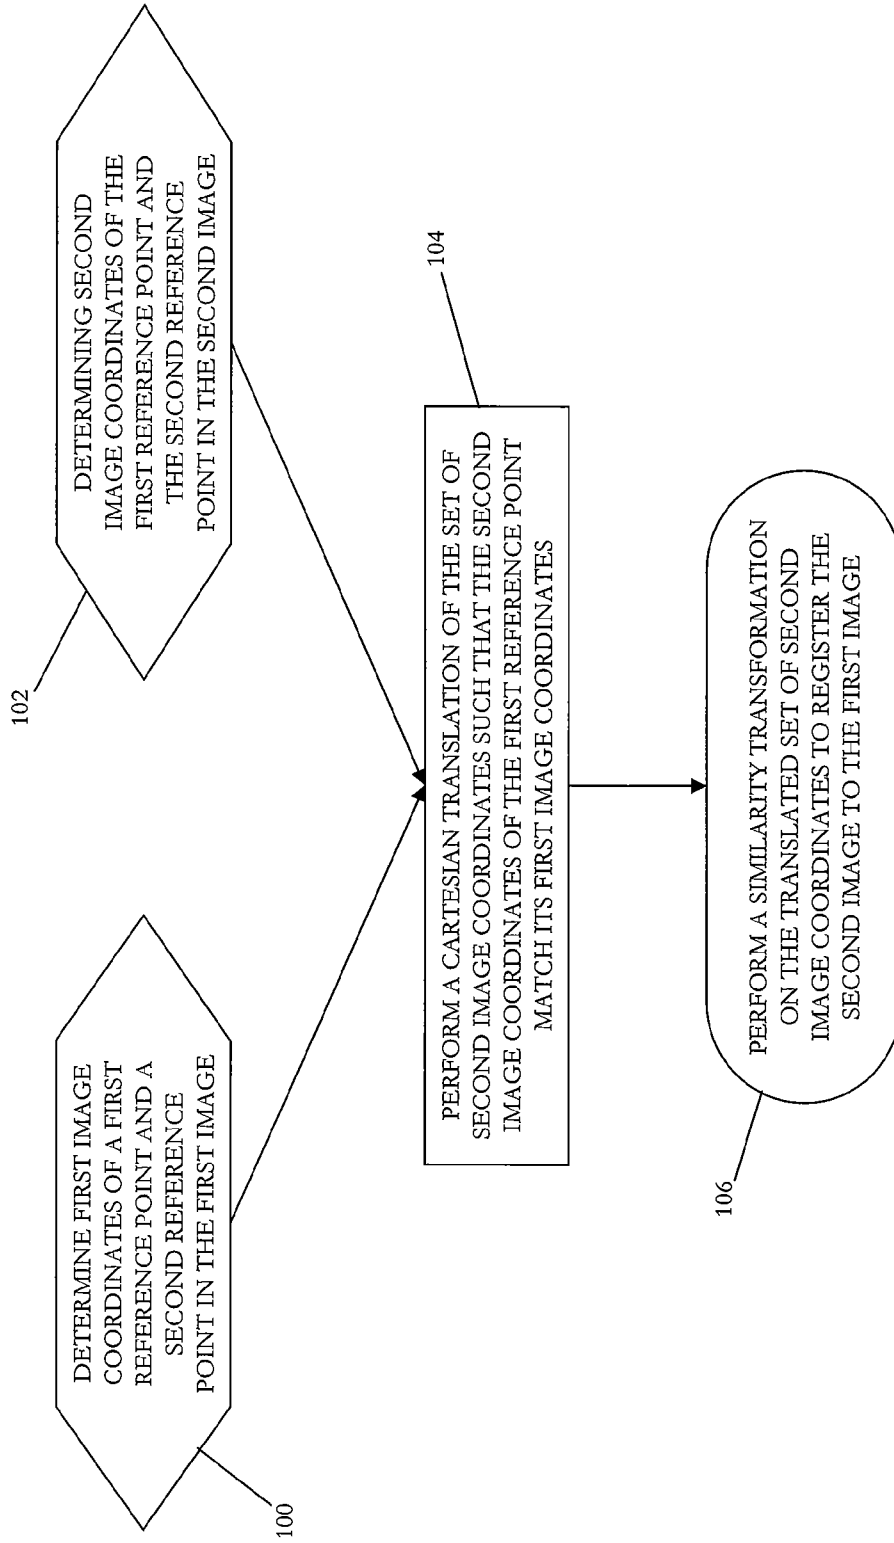 100
DETERMINE FIRST IMAGE
COORDINATES OF A FIRST
REFERENCE POINT AND A
SECOND REFERENCE
POINT IN THE FIRST IMAGE
102
DETERMINING SECOND
IMAGE COORDINATES OF THE
FIRST REFERENCE POINT AND
THE SECOND REFERENCE
POINT IN THE SECOND IMAGE
104
PERFORM A CARTESIAN TRANSLATION OF THE SET OF
SECOND IMAGE COORDINATES SUCH THAT THE SECOND
IMAGE COORDINATES OF THE FIRST REFERENCE POINT
MATCH ITS FIRST IMAGE COORDINATES
106
PERFORM A SIMILARITY TRANSFORMATION
ON THE TRANSLATED SET OF SECOND
IMAGE COORDINATES TO REGISTER THE
SECOND IMAGE TO THE FIRST IMAGE